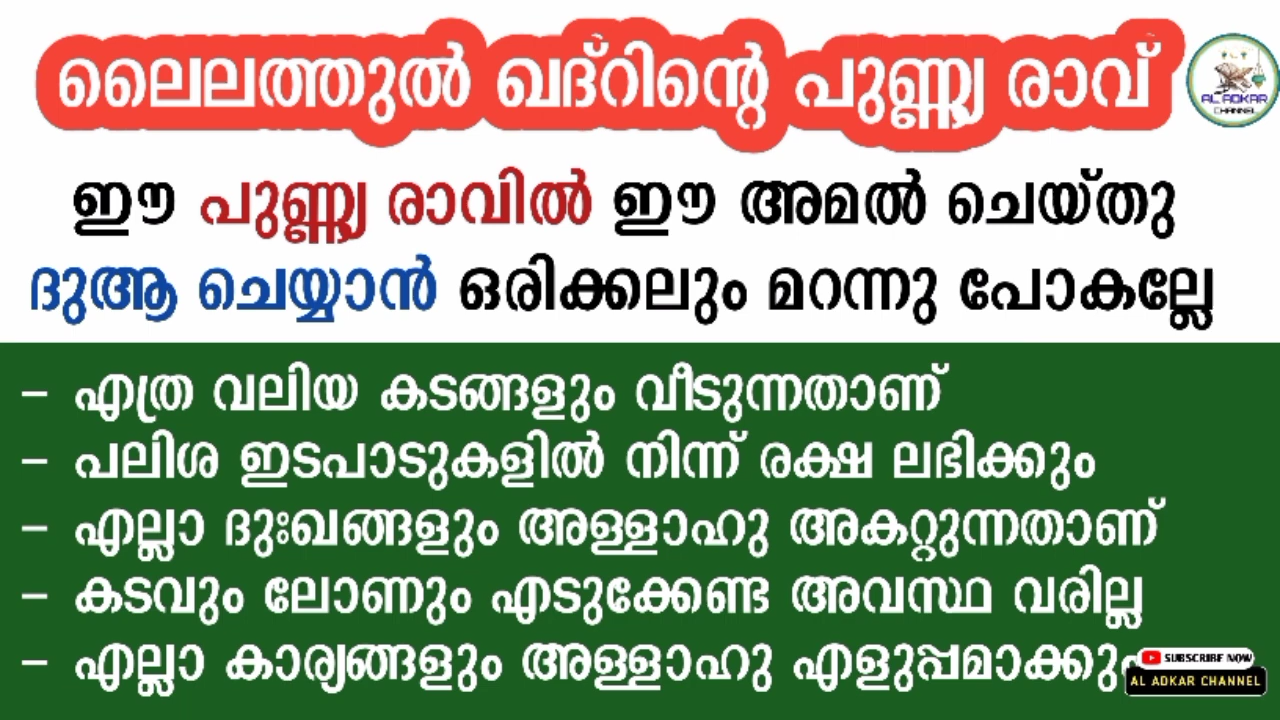 ലൈലത്തുൽ ഖദ്റിന്റെ പുണ്ണ്യ രാവ്
AL ADKAR
CHANNEL
ഈ പുണ്ണ്യ രാവിൽ ഈ അമൽ ചെയ്തു
ദുആ ചെയ്യാൻ ഒരിക്കലും മറന്നു പോകല്ലേ
– എത്ര വലിയ കടങ്ങളും വീടുന്നതാണ്
– പലിശ ഇടപാടുകളിൽ നിന്ന് രക്ഷ ലഭിക്കും
– എല്ലാ ദുഃഖങ്ങളും അള്ളാഹു അകറ്റുന്നതാണ്
– കടവും ലോണും എടുക്കേണ്ട അവസ്ഥ വരില്ല
– എല്ലാ കാര്യങ്ങളും അള്ളാഹു എളുപ്പമാക്കും
SUBSCRIBE NOW
AL ADKAR CHANNEL